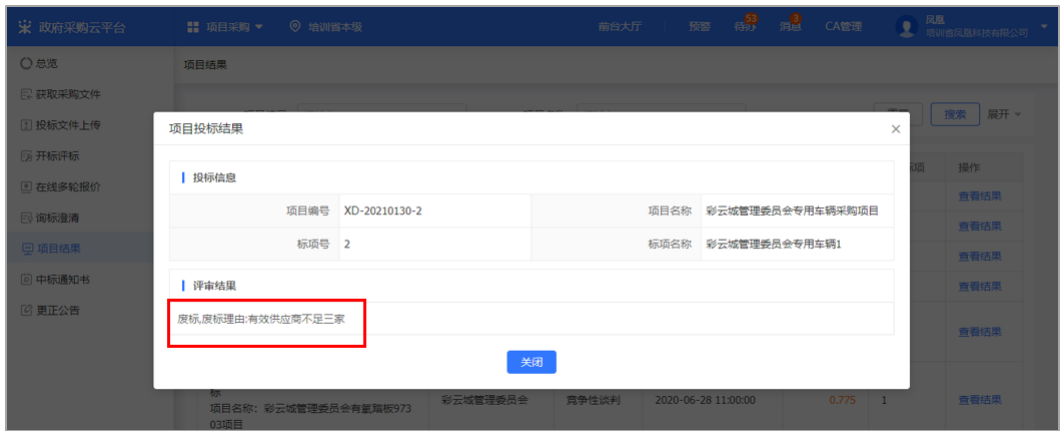 政府采购云平台
项目采购
培训省本级
前台大厅
预警
待办
53
消息
3
CA管理
凤凰
培训省凤凰科技有限公司
总览
获取采购文件
投标文件上传
开标评标
在线多轮报价
询标澄清
项目结果
中标通知书
更正公告
项目结果
搜索
展开
操作
查看结果
查看结果
查看结果
查看结果
查看结果
项目投标结果
投标信息
项目编号 XD-20210130-2 项目名称 彩云城管理委员会专用车辆采购项目
标项号 2 标项名称 彩云城管理委员会专用车辆1
评审结果
废标,废标理由:有效供应商不足三家
关闭
标
项目名称：彩云城管理委员会有氦踏板973
03项目
彩云城管理委员会
竞争性谈判
2020-06-28 11:00:00
0.775
1
查看结果